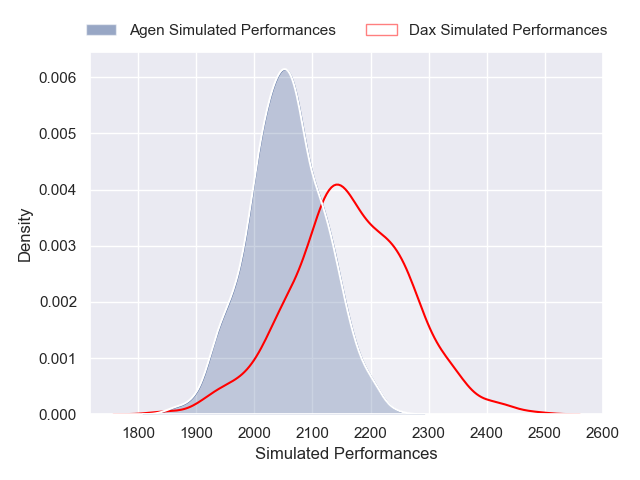 Agen Simulated Performances Dax Simulated Performances
0.006
0.005
0.004
0.003
0.002
0.001
0.000
Density
1800 1900 2000 2100 2200 2300 2400 2500 2600
Simulated Performances